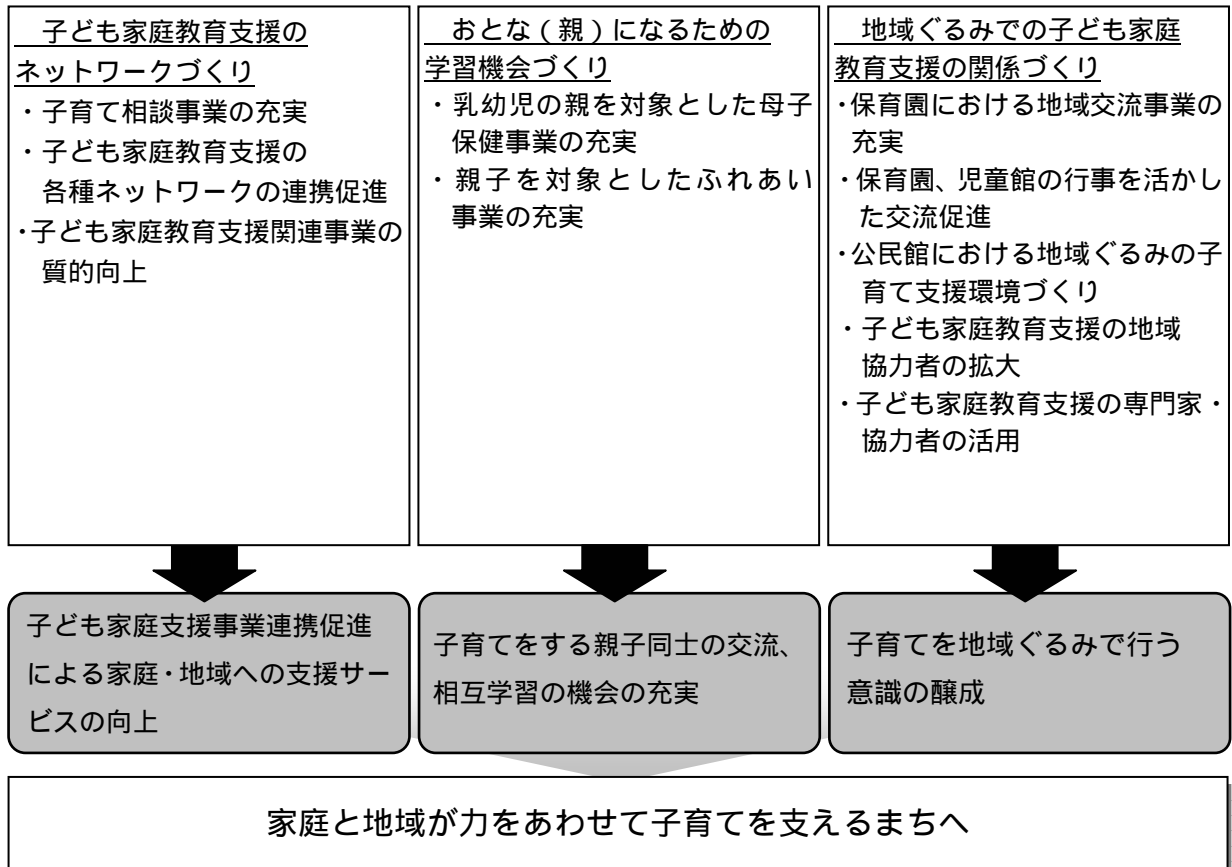 子ども家庭教育支援の
ネットワークづくり
・子育て相談事業の充実
・子ども家庭教育支援の
各種ネットワークの連携促進
・子ども家庭教育支援関連事業の
質的向上
おとな(親)になるための
学習機会づくり
・乳幼児の親を対象とした母子
保健事業の充実
・親子を対象としたふれあい
事業の充実
地域ぐるみでの子ども家庭
教育支援の関係づくり
・保育園における地域交流事業の
充実
・保育園、児童館の行事を活かし
た交流促進
・公民館における地域ぐるみの子
育て支援環境づくり
・子ども家庭教育支援の地域
協力者の拡大
・子ども家庭教育支援の専門家・
協力者の活用
子ども家庭支援事業連携促進
による家庭・地域への支援サー
ビスの向上
子育てをする親子同士の交流、
相互学習の機会の充実
子育てを地域ぐるみで行う
意識の醸成
家庭と地域が力をあわせて子育てを支えるまちへ